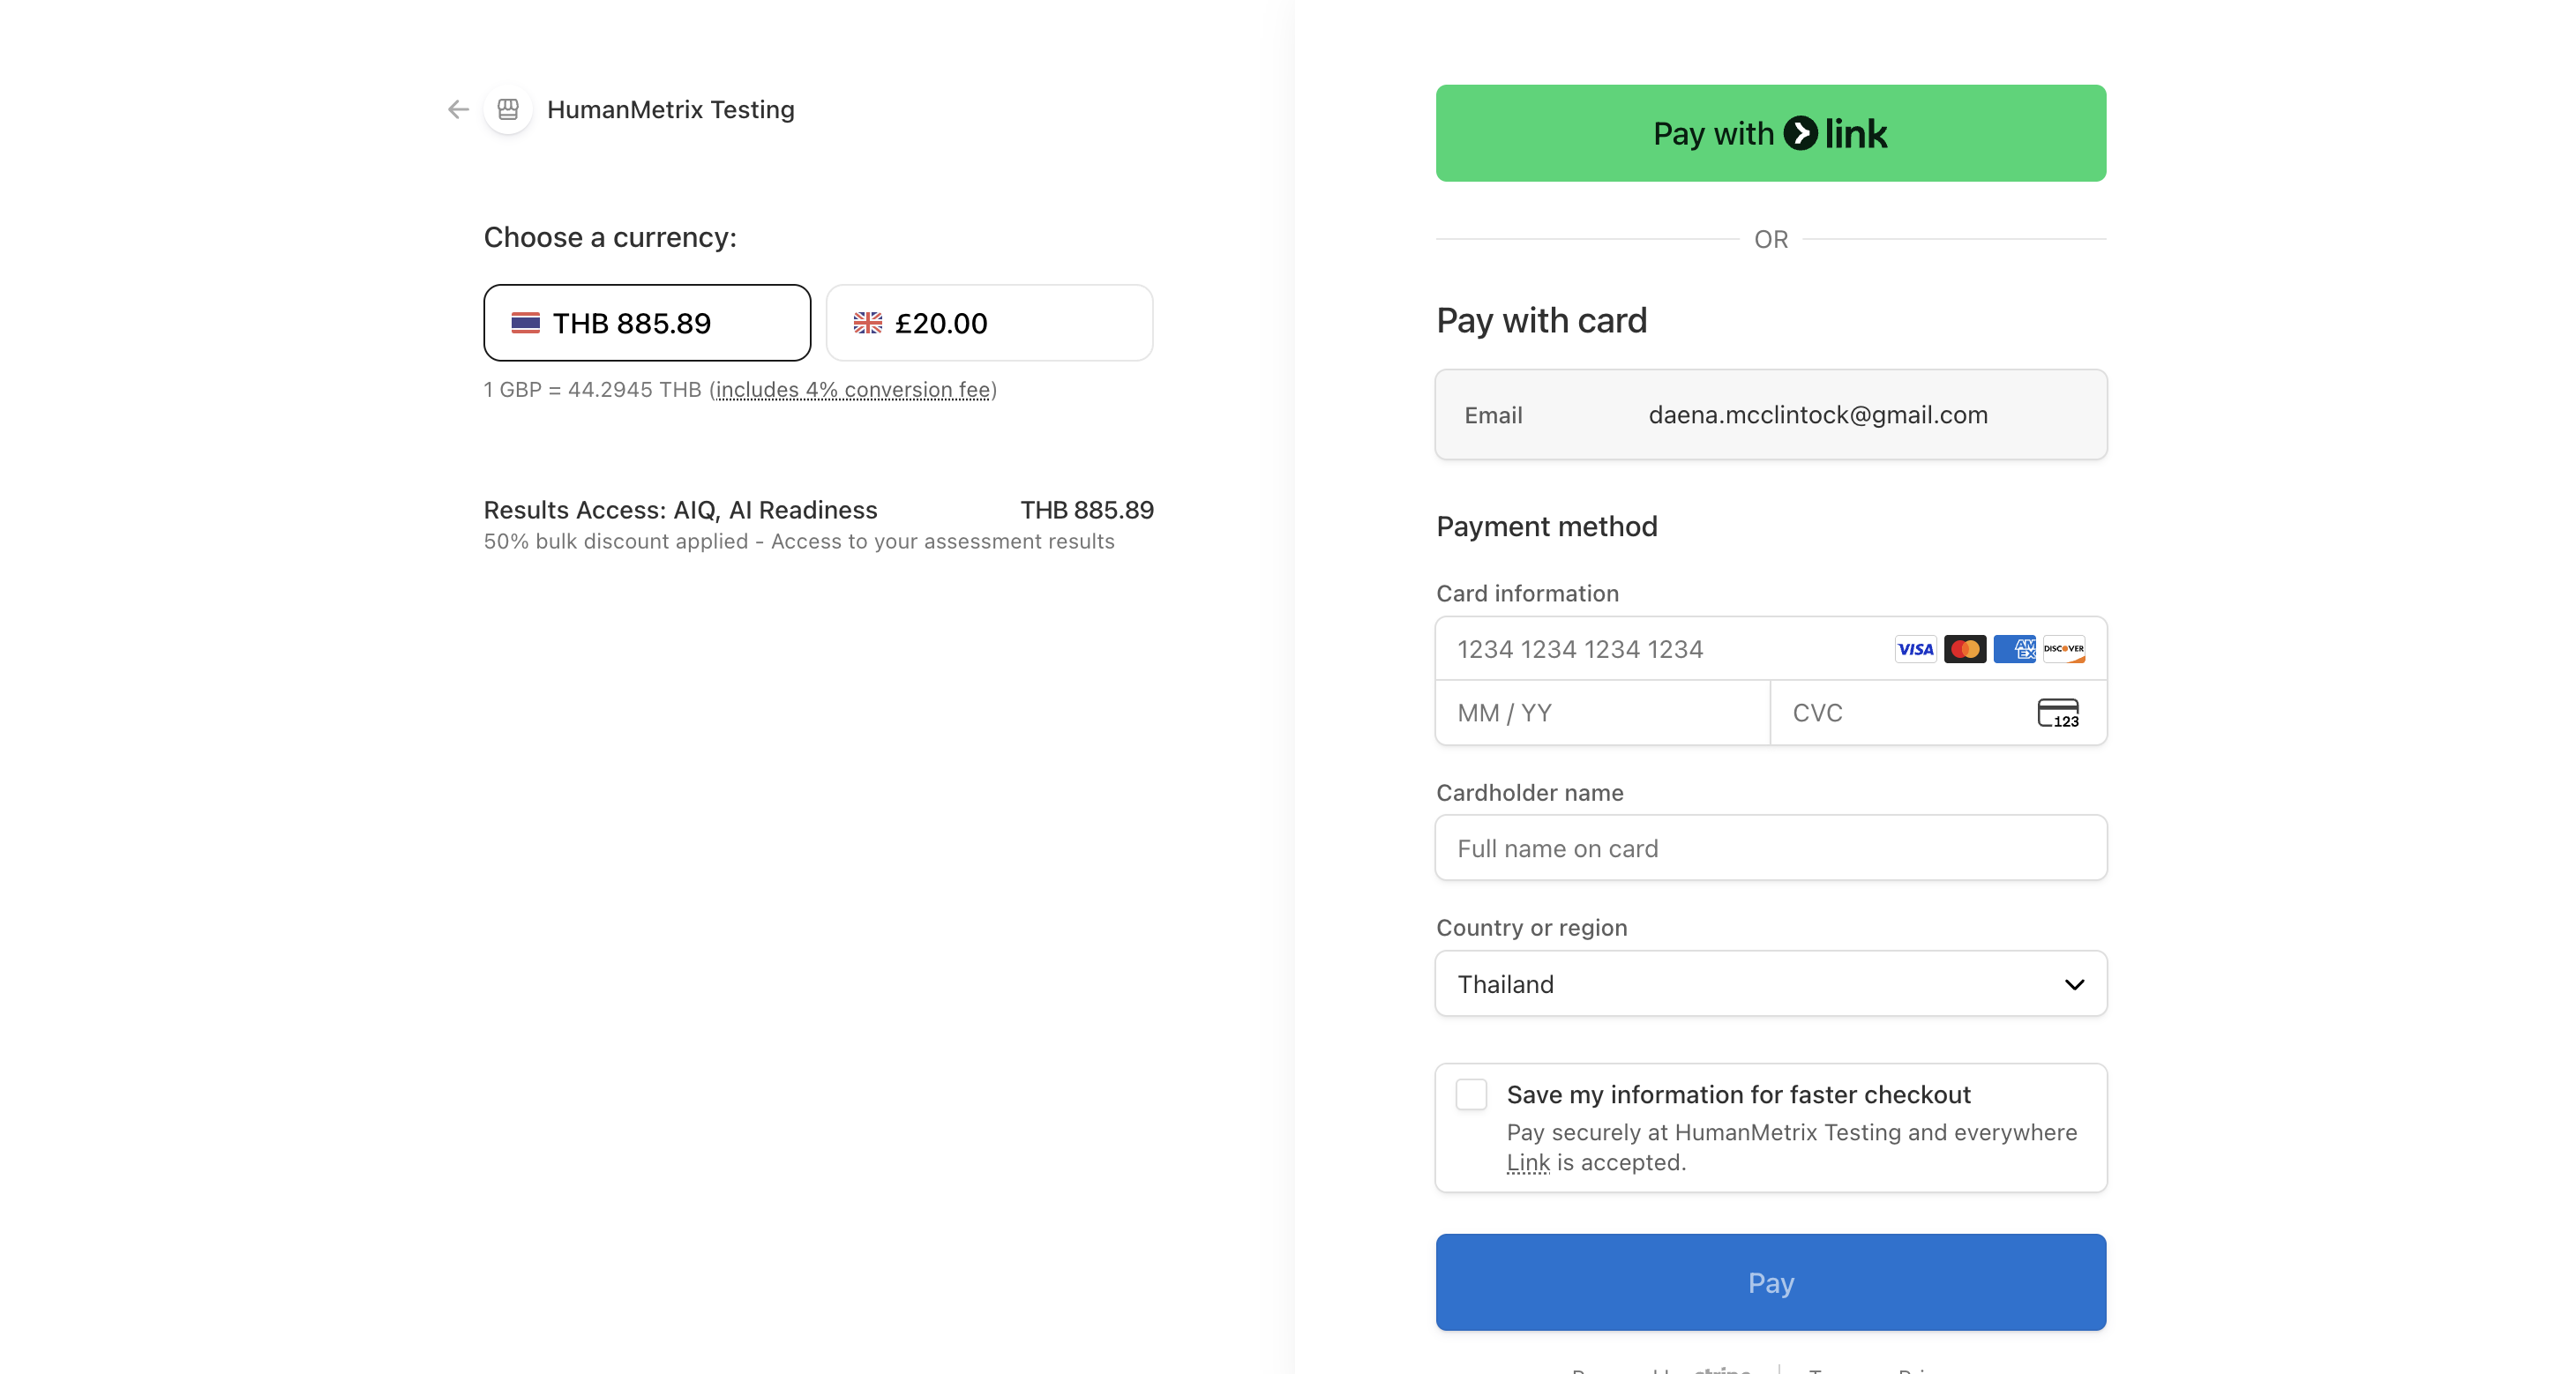 HumanMetrix Testing
Choose a currency:
THB 885.89
£20.00
1 GBP = 44.2945 THB (includes 4% conversion fee)
Results Access: AIQ, AI Readiness THB 885.89
50% bulk discount applied - Access to your assessment results
Pay with link
OR
Pay with card
Email daena.mcclintock@gmail.com
Payment method
Card information
1234 1234 1234 1234 VISA AMEX DISCOVER
MM / YY CVC 123
Cardholder name
Full name on card
Country or region
Thailand
Save my information for faster checkout
Pay securely at HumanMetrix Testing and everywhere
Link is accepted.
Pay